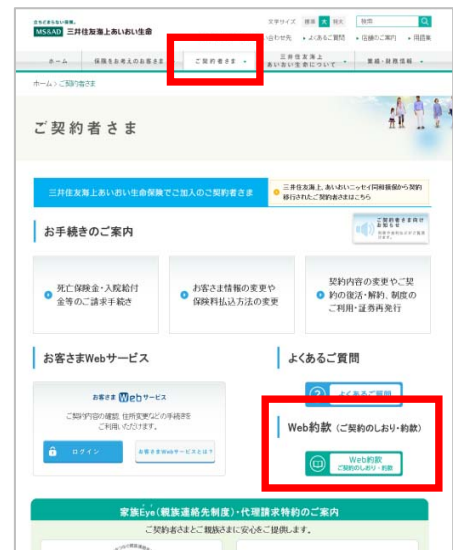 立ちどまらない保険。
MS&AD 三井住友海上あいおい生命
文字サイズ 標準 大 特大 検索
い合わせ先 よくあるご質問 店舗のご案内 用語集
ホーム 保険をお考えのお客さま ご契約者さま 三井住友海上あいおい生命について 業績・財務情報
ホーム > ご契約者さま
ご契約者さま
三井住友海上あいおい生命保険でご加入のご契約者さま
三井住友海上、あいおいニッセイ同和損保から契約
移行されたご契約者さまはこちら
お手続きのご案内
ご契約者さま向け
お知らせ
死亡保険金・入院給付
金等のご請求手続き
お客さま情報の変更や
保険料払込方法の変更
契約内容の変更やご契
約の復活・解約、制度の
ご利用・証券再発行
お客さまWebサービス
よくあるご質問
お客さま Webサービス
ご契約内容の確認、住所変更などの手続きを
ご利用いただけます。
ログイン
お客さまWebサービスとは？
よくあるご質問
Web約款 (ご契約のしおり・約款)
Web約款
ご契約のしおり・約款
家族Eye(親族連絡先制度)・代理請求特約のご案内
ご契約者さまとご親族さまに安心をご提供します。